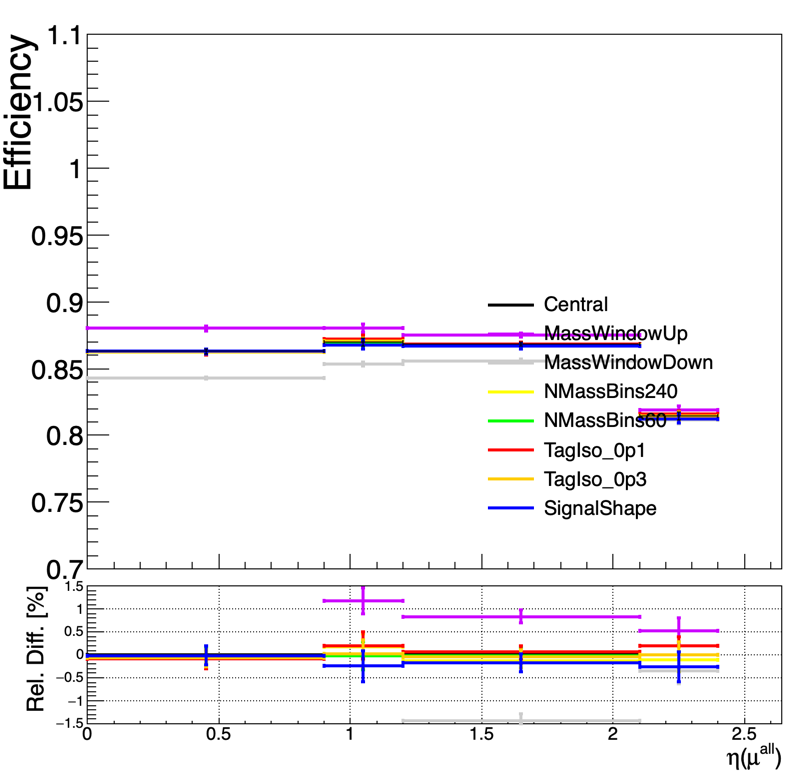 Efficiency
1.1
1.05
1
0.95
0.9
0.85
0.8
0.75
0.7
Central
MassWindowUp
MassWindowDown
NMassBins240
NMassBins60
TagIso_0p1
TagIso_0p3
SignalShape
Rel. Diff. [%]
1.5
1
0.5
0
−0.5
−1
−1.5
0 0.5 1 1.5 2 2.5
η(μ^all)